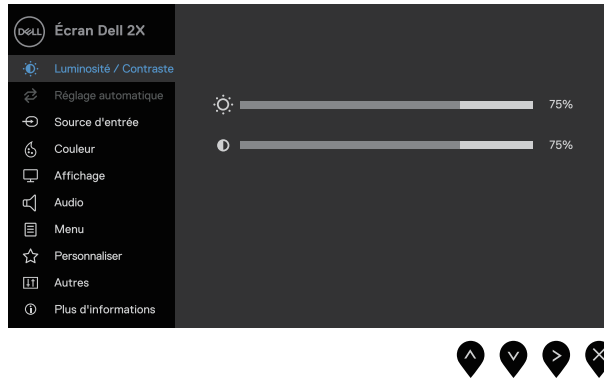 DELL
Écran Dell 2X
Luminosité / Contraste
Réglage automatique
Source d'entrée
Couleur
Affichage
Audio
Menu
Personnaliser
Autres
Plus d'informations
75%
75%